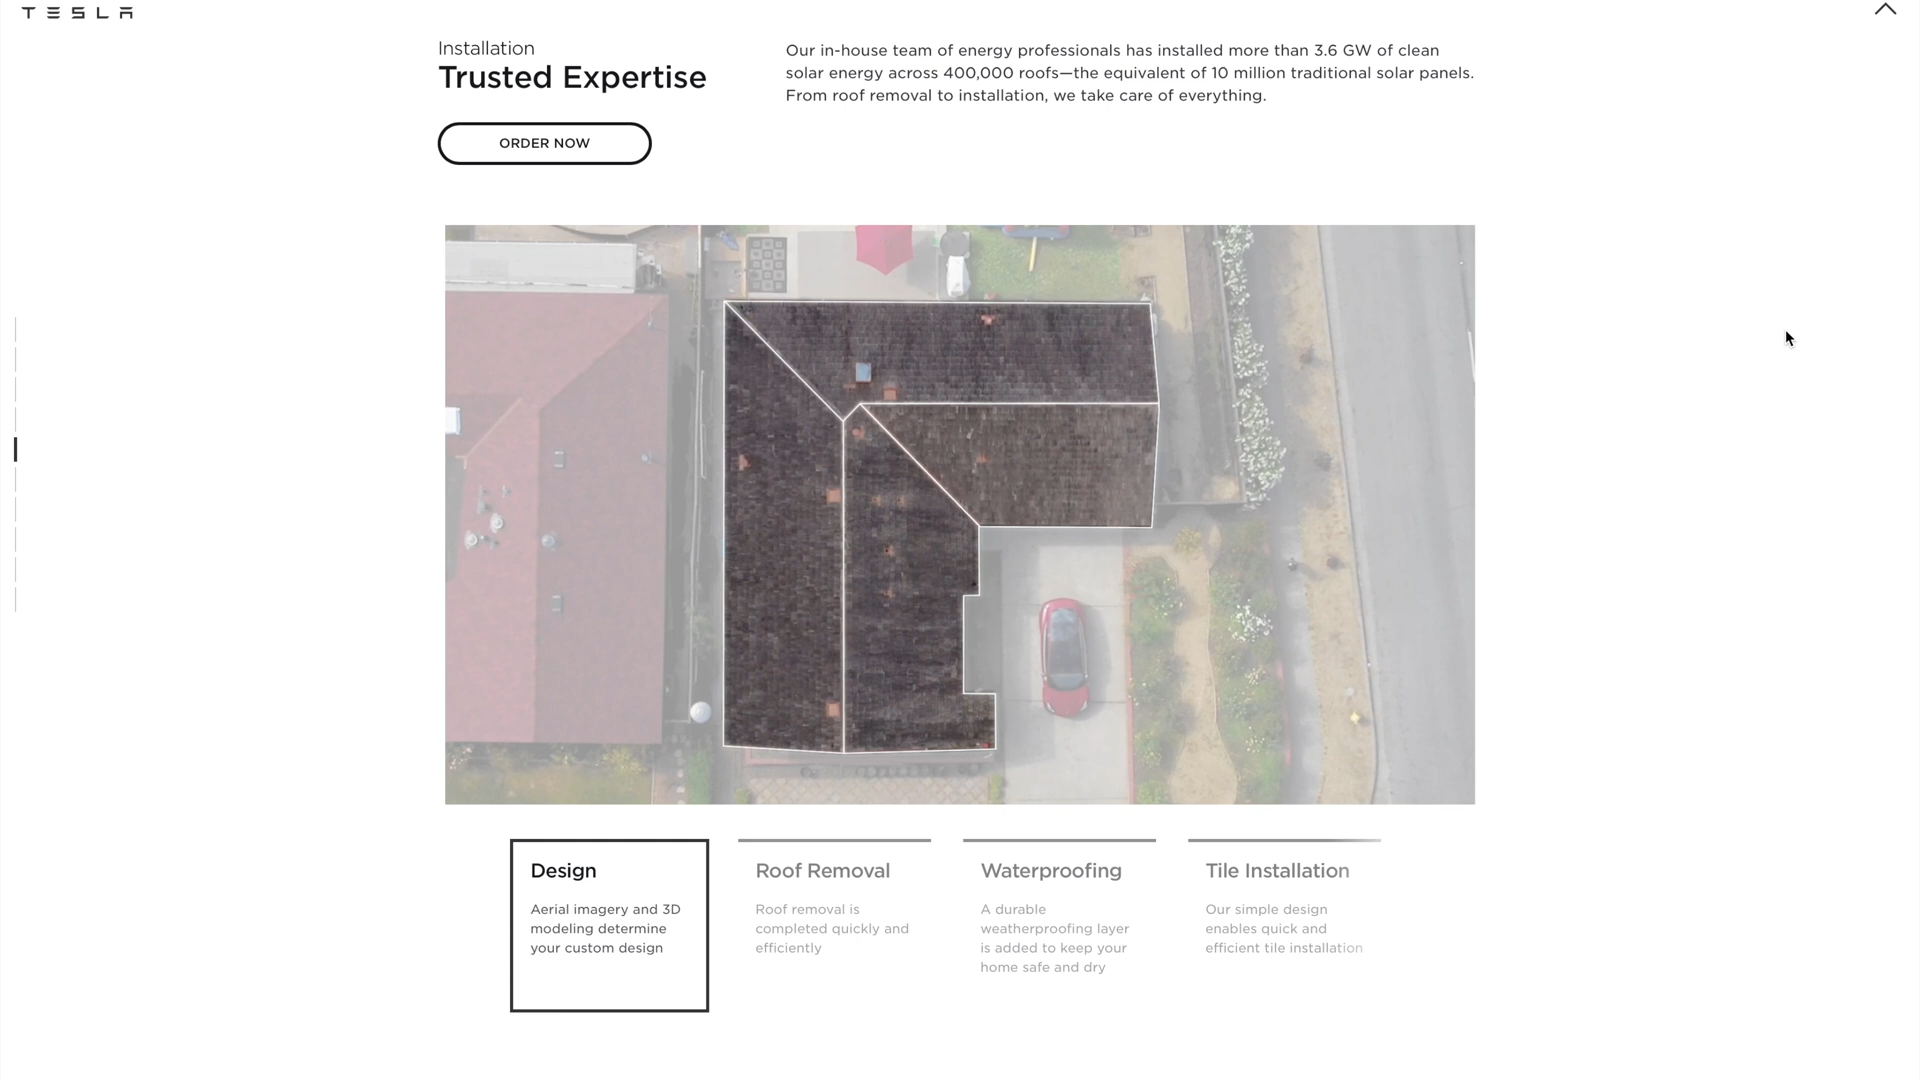 TESLA
Installation
Trusted Expertise
ORDER NOW
Our in-house team of energy professionals has installed more than 3.6 GW of clean
solar energy across 400,000 roofs—the equivalent of 10 million traditional solar panels.
From roof removal to installation, we take care of everything.
Design
Aerial imagery and 3D
modeling determine
your custom design
Roof Removal
Roof removal is
completed quickly and
efficiently
Waterproofing
A durable
weatherproofing layer
is added to keep your
home safe and dry
Tile Installation
Our simple design
enables quick and
efficient tile installation